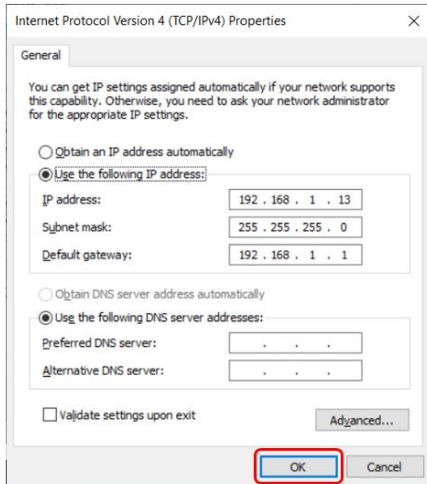 Internet Protocol Version 4 (TCP/IPv4) Properties
General
You can get IP settings assigned automatically if your network supports
this capability. Otherwise, you need to ask your network administrator
for the appropriate IP settings.
Obtain an IP address automatically
Use the following IP address:
IP address: 192 . 168 . 1 . 13
Subnet mask: 255 . 255 . 255 . 0
Default gateway: 192 . 168 . 1 . 1
Obtain DNS server address automatically
Use the following DNS server addresses:
Preferred DNS server: . . .
Alternative DNS server: . . .
Validate settings upon exit
Advanced...
OK Cancel